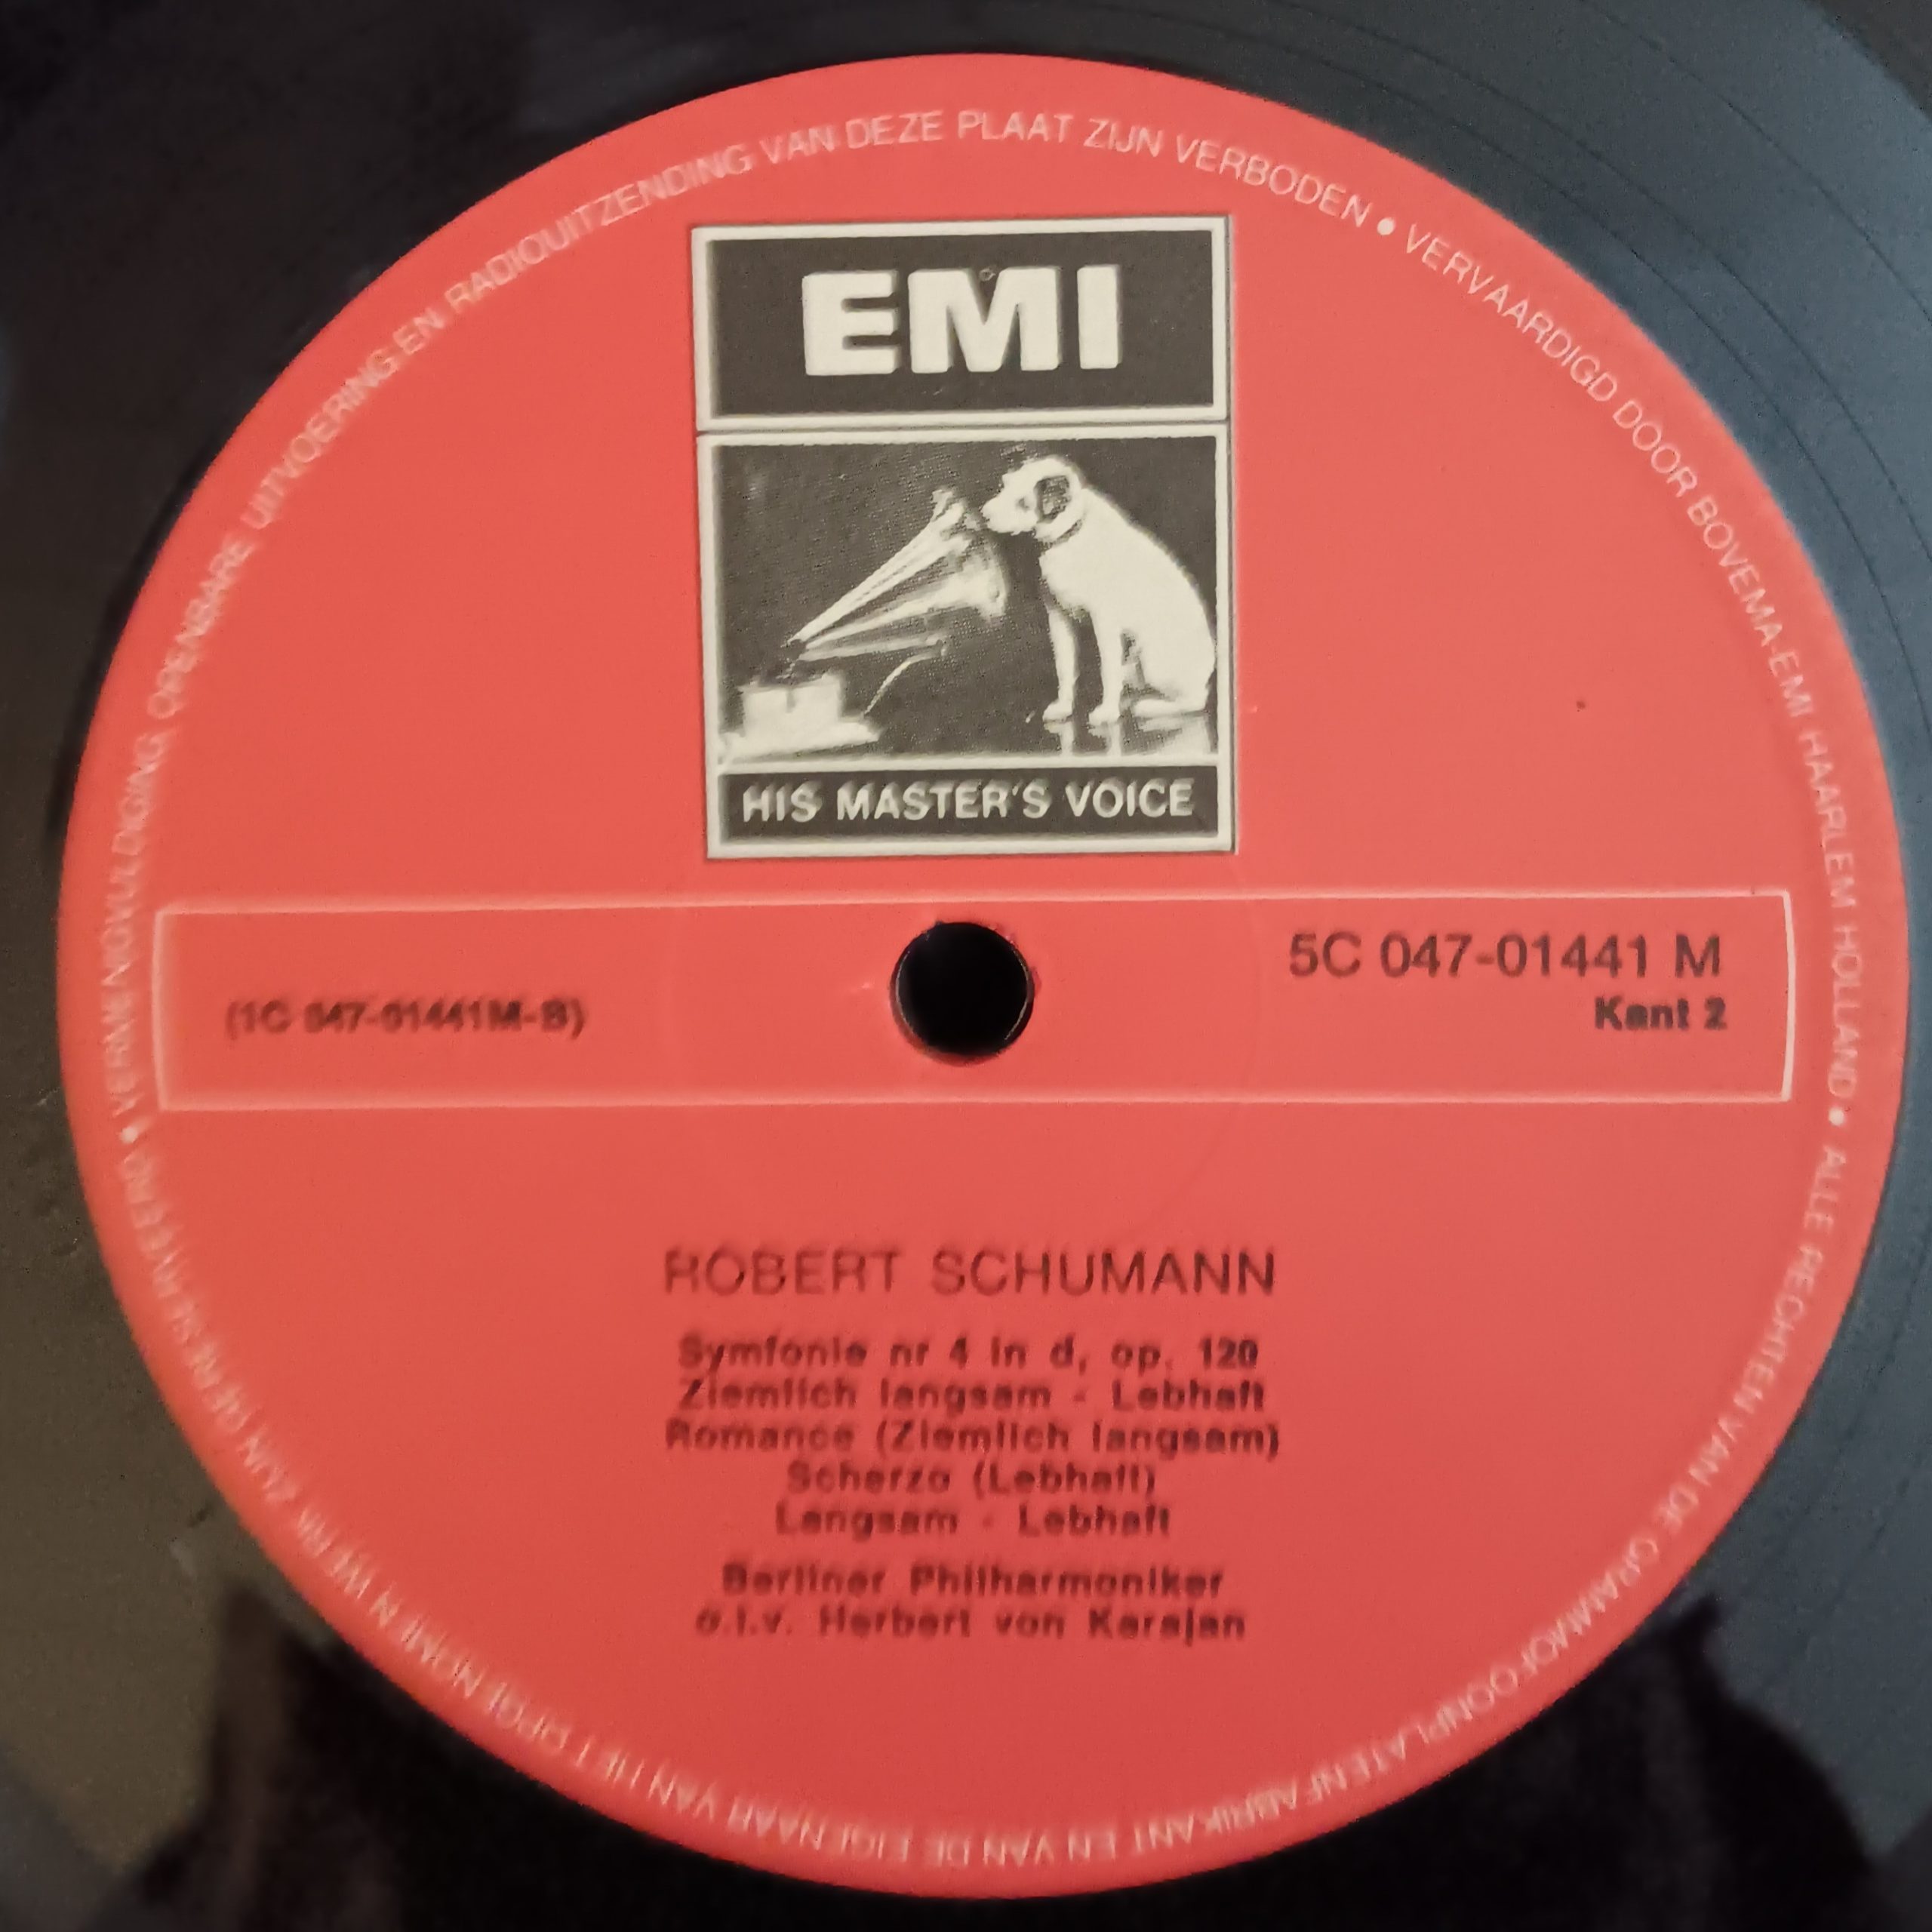 VERMENIGVULDIGING, OPENBARE UITVOERING EN RADIOUITZENDING VAN DEZE PLAAT ZIJN VERBODEN • VERVAARDIGD DOOR BOVEMA-EMI HAARLEM HOLLAND • ALLE RECHTEN VAN DE GRAMMOFOONPLATENFABRIKANT EN VAN DE EIGENAAR VAN HET OPGENOMEN WERK ZIJN GERESERVEERD •
EMI
HIS MASTER'S VOICE
5C 047-01441 M
(1C 047-01441M-B)
Kant 2
ROBERT SCHUMANN
Symfonie nr 4 in d, op. 120
Ziemlich langsam - Lebhaft
Romance (Ziemlich langsam)
Scherzo (Lebhaft)
Langsam - Lebhaft
Berliner Philharmoniker
o.l.v. Herbert von Karajan